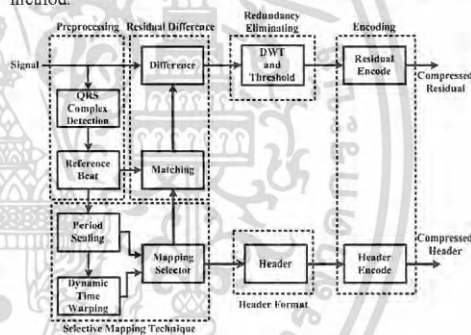 method.
Redundancy
Eliminating
Preprocessing
Residual Difference
Encoding
Signal
Difference
DWT
and
Threshold
Residual
Encode
Compressed
Residual
QRS
Complex
Detection
Reference
Beat
Matching
Period
Scaling
Mapping
Selector
Header
Header
Encode
Compressed
Header
Dynamic
Time
Warping
Header Format
Selective Mapping Technique